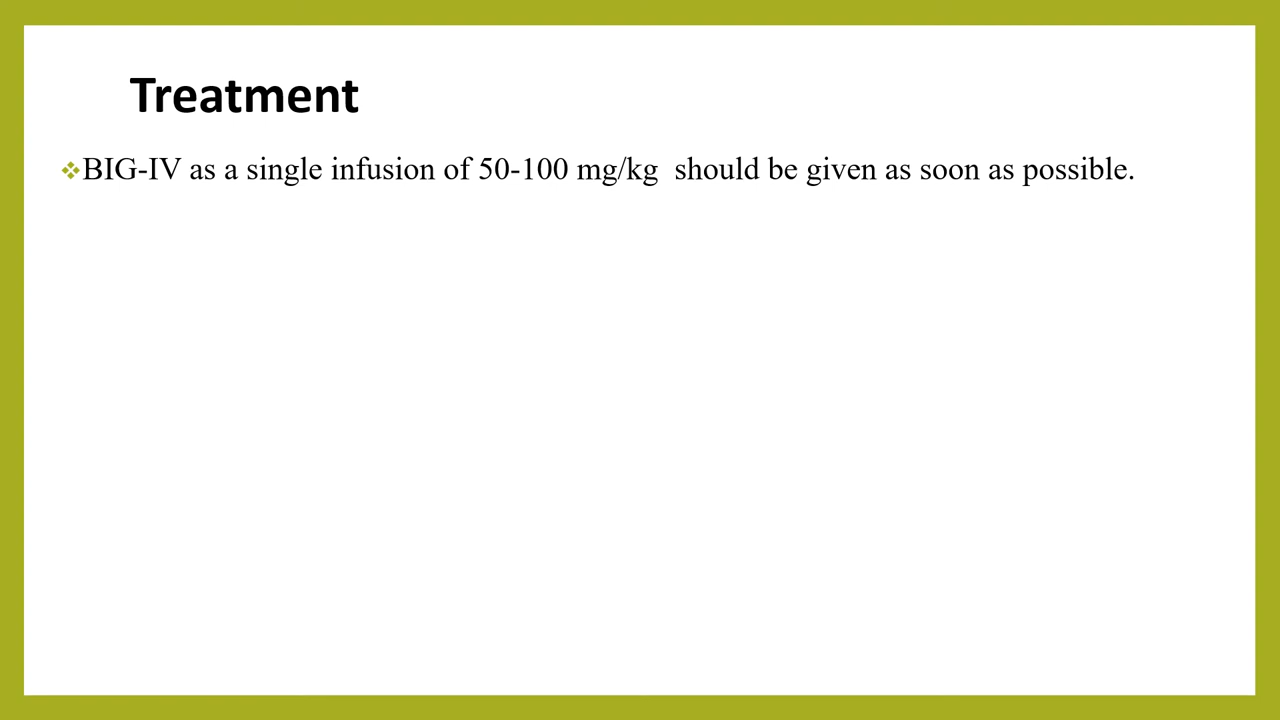 Treatment
❖BIG-IV as a single infusion of 50-100 mg/kg  should be given as soon as possible.